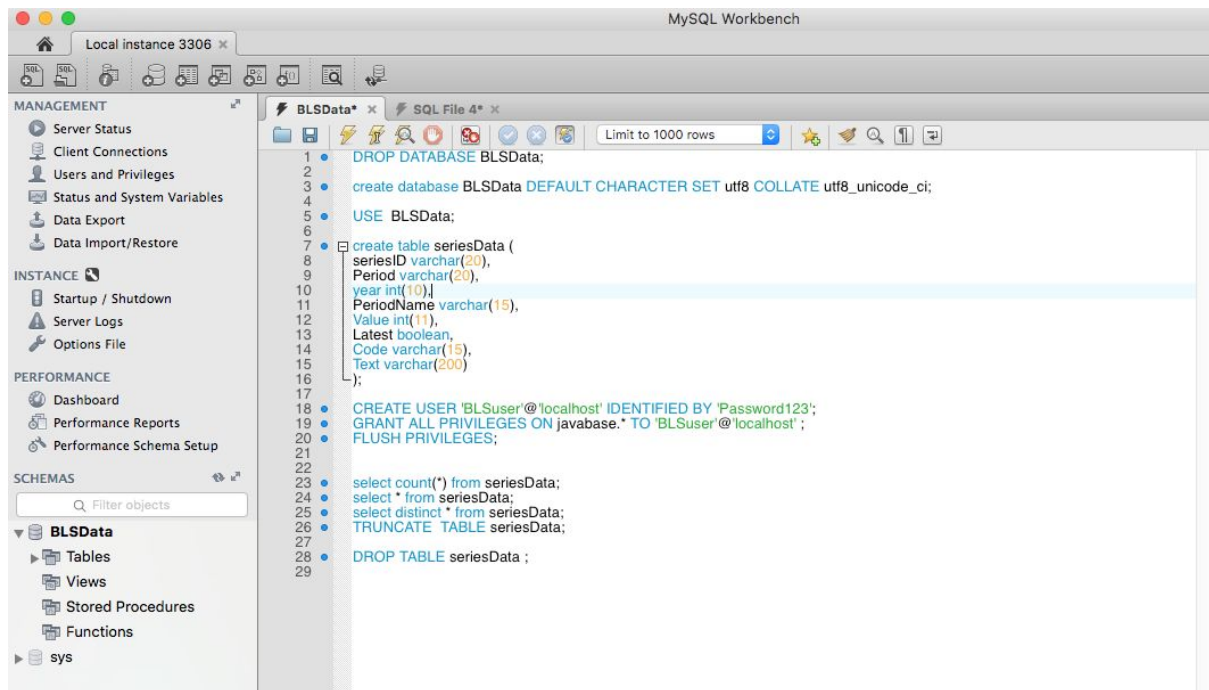 MySQL Workbench
Local instance 3306
MANAGEMENT
Server Status
Client Connections
Users and Privileges
Status and System Variables
Data Export
Data Import/Restore
INSTANCE
Startup / Shutdown
Server Logs
Options File
PERFORMANCE
Dashboard
Performance Reports
Performance Schema Setup
SCHEMAS
Filter objects
BLSData
Tables
Views
Stored Procedures
Functions
sys
BLSData* SQL File 4*
Limit to 1000 rows
1 DROP DATABASE BLSData;
2
3 create database BLSData DEFAULT CHARACTER SET utf8 COLLATE utf8_unicode_ci;
4
5 USE BLSData;
6
7 create table seriesData (
8 seriesID varchar(20),
9 Period varchar(20),
10 year int(10),
11 PeriodName varchar(15),
12 Value int(11),
13 Latest boolean,
14 Code varchar(15),
15 Text varchar(200)
16 );
17
18 CREATE USER 'BLSuser'@'localhost' IDENTIFIED BY 'Password123';
19 GRANT ALL PRIVILEGES ON javabase.* TO 'BLSuser'@'localhost' ;
20 FLUSH PRIVILEGES;
21
22
23 select count(*) from seriesData;
24 select * from seriesData;
25 select distinct * from seriesData;
26 TRUNCATE TABLE seriesData;
27
28 DROP TABLE seriesData ;
29